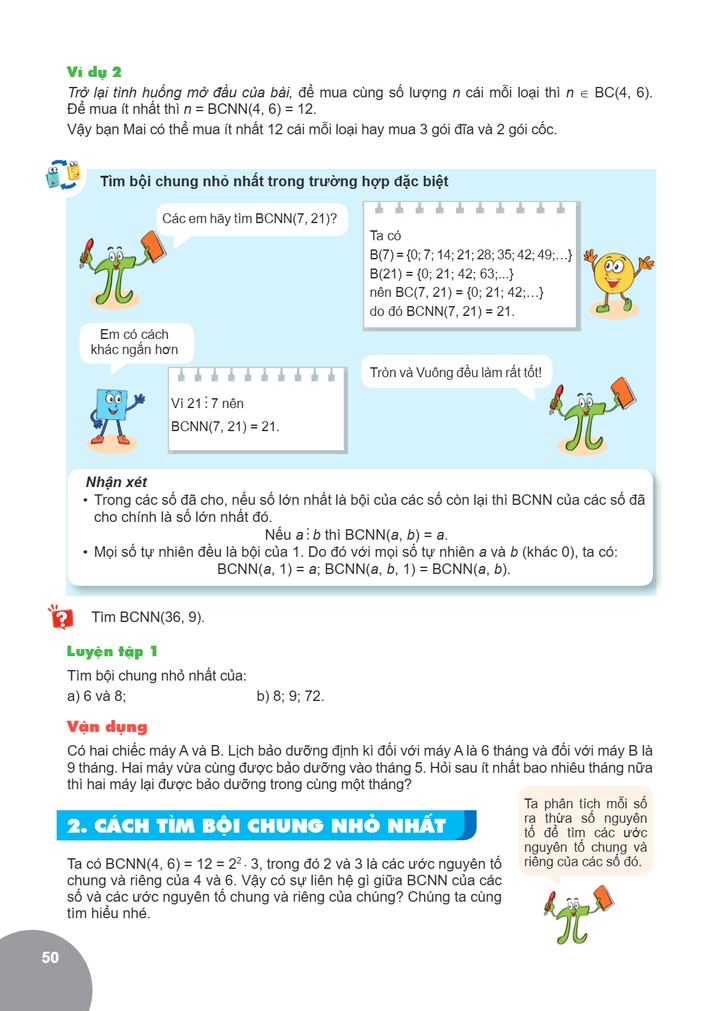 Ví dụ 2
Trở lại tình huống mở đầu của bài, để mua cùng số lượng n cái mỗi loại thì n ∈ BC(4, 6).
Để mua ít nhất thì n = BCNN(4, 6) = 12.
Vậy bạn Mai có thể mua ít nhất 12 cái mỗi loại hay mua 3 gói đĩa và 2 gói cốc.
Tìm bội chung nhỏ nhất trong trường hợp đặc biệt
Các em hãy tìm BCNN(7, 21)?
Ta có
B(7) = {0; 7; 14; 21; 28; 35; 42; 49;…}
B(21) = {0; 21; 42; 63;...}
nên BC(7, 21) = {0; 21; 42;…}
do đó BCNN(7, 21) = 21.
Em có cách
khác ngắn hơn
Vì 21 ⋮ 7 nên
BCNN(7, 21) = 21.
Tròn và Vuông đều làm rất tốt!
Nhận xét
• Trong các số đã cho, nếu số lớn nhất là bội của các số còn lại thì BCNN của các số đã
cho chính là số lớn nhất đó.
Nếu a ⋮ b thì BCNN(a, b) = a.
• Mọi số tự nhiên đều là bội của 1. Do đó với mọi số tự nhiên a và b (khác 0), ta có:
BCNN(a, 1) = a; BCNN(a, b, 1) = BCNN(a, b).
?
Tìm BCNN(36, 9).
Luyện tập 1
Tìm bội chung nhỏ nhất của:
a) 6 và 8; b) 8; 9; 72.
Vận dụng
Có hai chiếc máy A và B. Lịch bảo dưỡng định kì đối với máy A là 6 tháng và đối với máy B là
9 tháng. Hai máy vừa cùng được bảo dưỡng vào tháng 5. Hỏi sau ít nhất bao nhiêu tháng nữa
thì hai máy lại được bảo dưỡng trong cùng một tháng?
2. CÁCH TÌM BỘI CHUNG NHỎ NHẤT
Ta có BCNN(4, 6) = 12 = 2² · 3, trong đó 2 và 3 là các ước nguyên tố
chung và riêng của 4 và 6. Vậy có sự liên hệ gì giữa BCNN của các
số và các ước nguyên tố chung và riêng của chúng? Chúng ta cùng
tìm hiểu nhé.
Ta phân tích mỗi số
ra thừa số nguyên
tố để tìm các ước
nguyên tố chung và
riêng của các số đó.
50